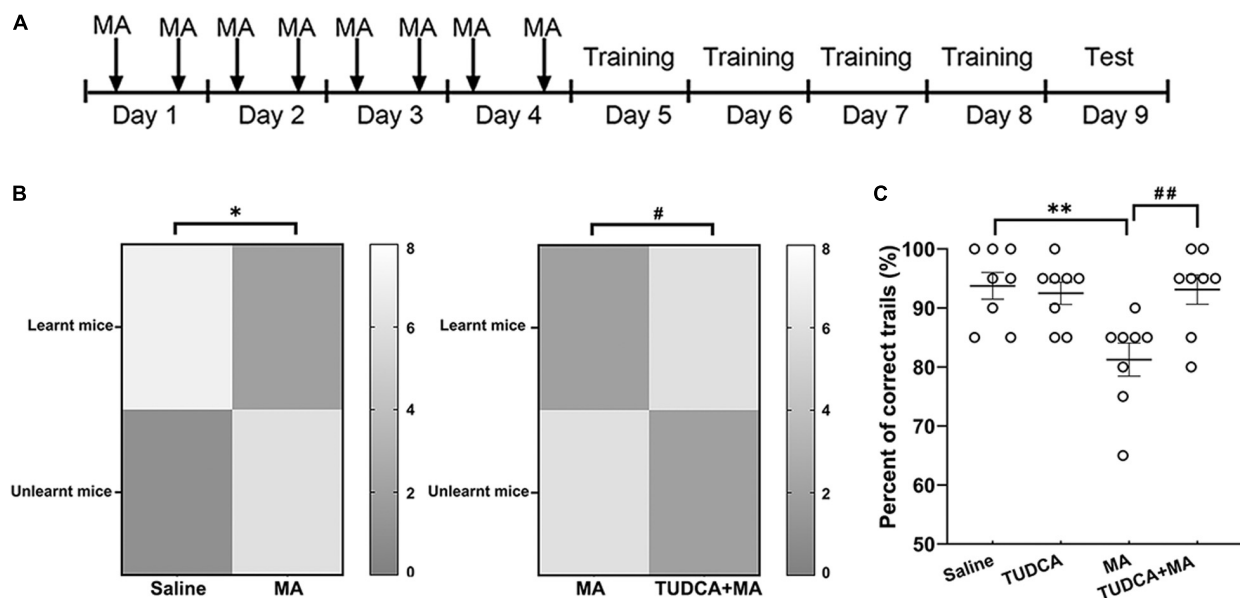 A
MA MA MA MA MA MA MA MA
Training Training Training Training Test
Day 1 Day 2 Day 3 Day 4 Day 5 Day 6 Day 7 Day 8 Day 9
B
*
Learnt mice
Unlearnt mice
Saline MA
8
6
4
2
0
#
Learnt mice
Unlearnt mice
MA TUDCA+MA
8
6
4
2
0
C
** ##
Percent of correct trails (%)
100
90
80
70
60
50
Saline TUDCA MA TUDCA+MA